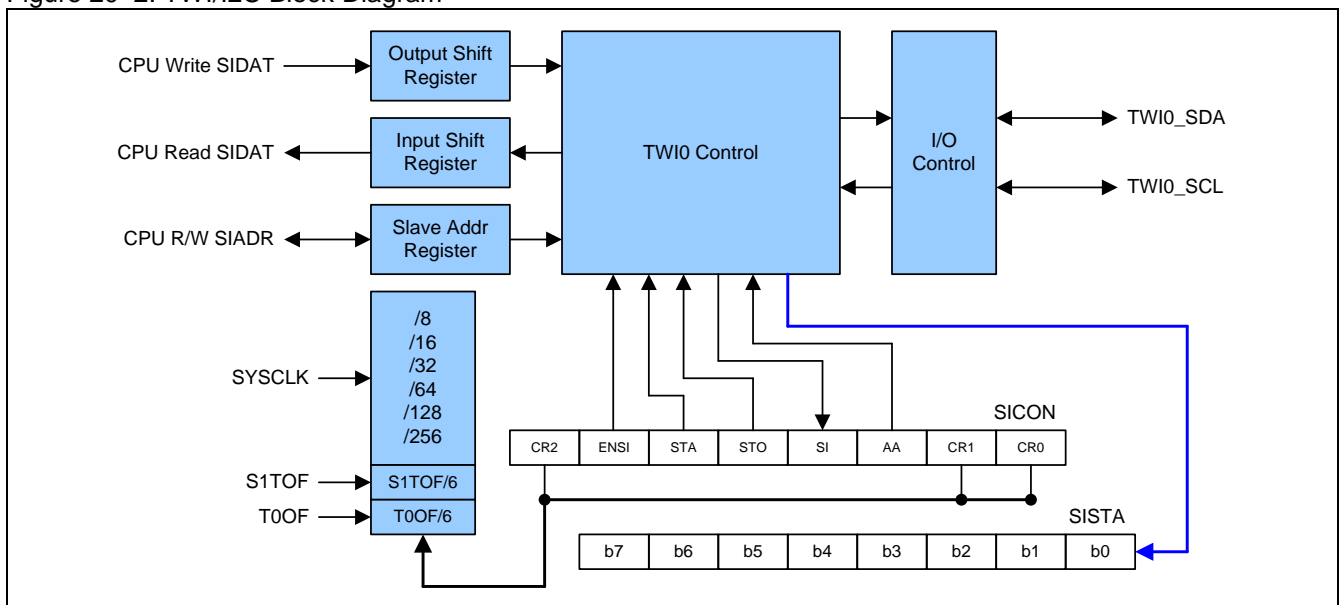 Figure TWI/I2C Block Diagram
CPU Write SIDAT
Output Shift
Register
CPU Read SIDAT
Input Shift
Register
CPU R/W SIADR
Slave Addr
Register
TWI0 Control
I/O
Control
TWI0_SDA
TWI0_SCL
SYSCLK
/8
/16
/32
/64
/128
/256
S1TOF
S1TOF/6
T0OF
T0OF/6
SICON
CR2 ENSI STA STO SI AA CR1 CR0
SISTA
b7 b6 b5 b4 b3 b2 b1 b0